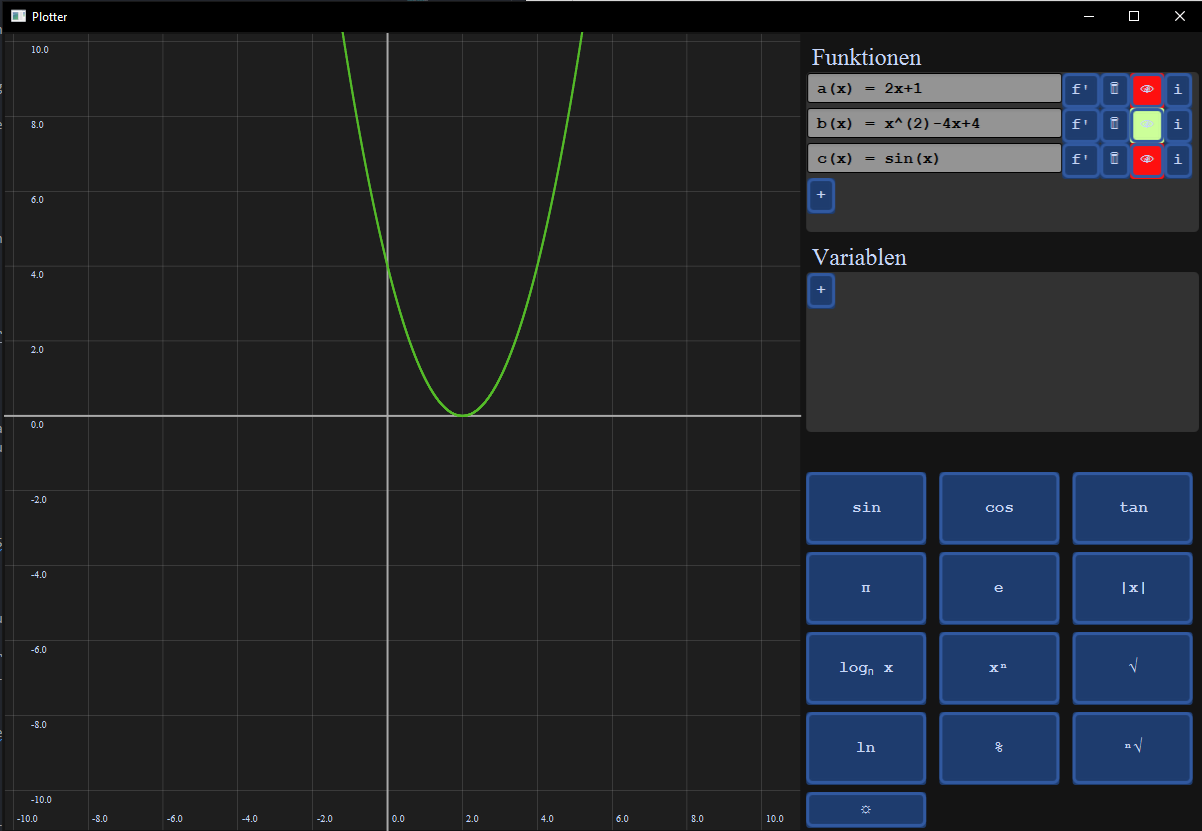 Plotter
Funktionen
a(x) = 2x+1 f' i
b(x) = x^(2)-4x+4 f' i
c(x) = sin(x) f' i
+
Variablen
+
sin cos tan
π e |x|
logₙ x xⁿ √
ln % ⁿ√
10.0
8.0
6.0
4.0
2.0
0.0
-2.0
-4.0
-6.0
-8.0
-10.0
-10.0 -8.0 -6.0 -4.0 -2.0 0.0 2.0 4.0 6.0 8.0 10.0